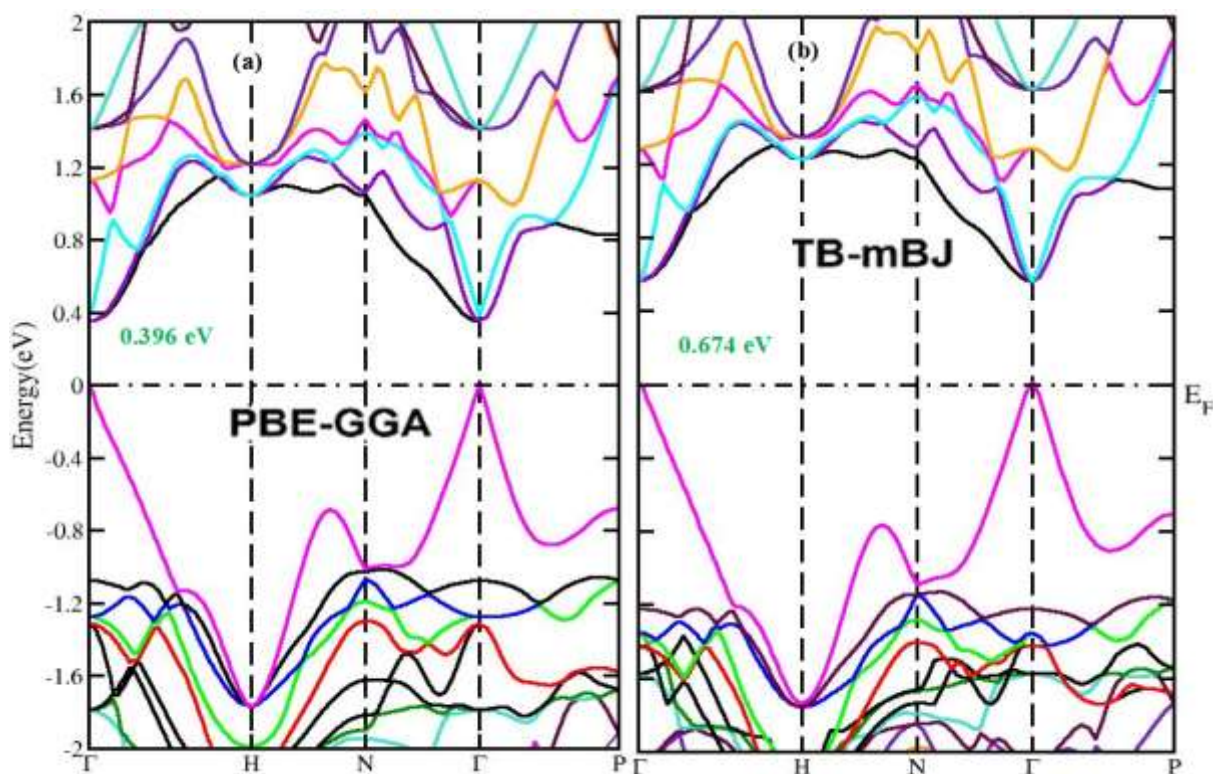 2
(a)
(b)
1.6
1.2
0.8
TB-mBJ
0.4
0.396 eV
0.674 eV
Energy(eV)
0
E_F
PBE-GGA
-0.4
-0.8
-1.2
-1.6
-2
Γ H N Γ P
Γ H N Γ P